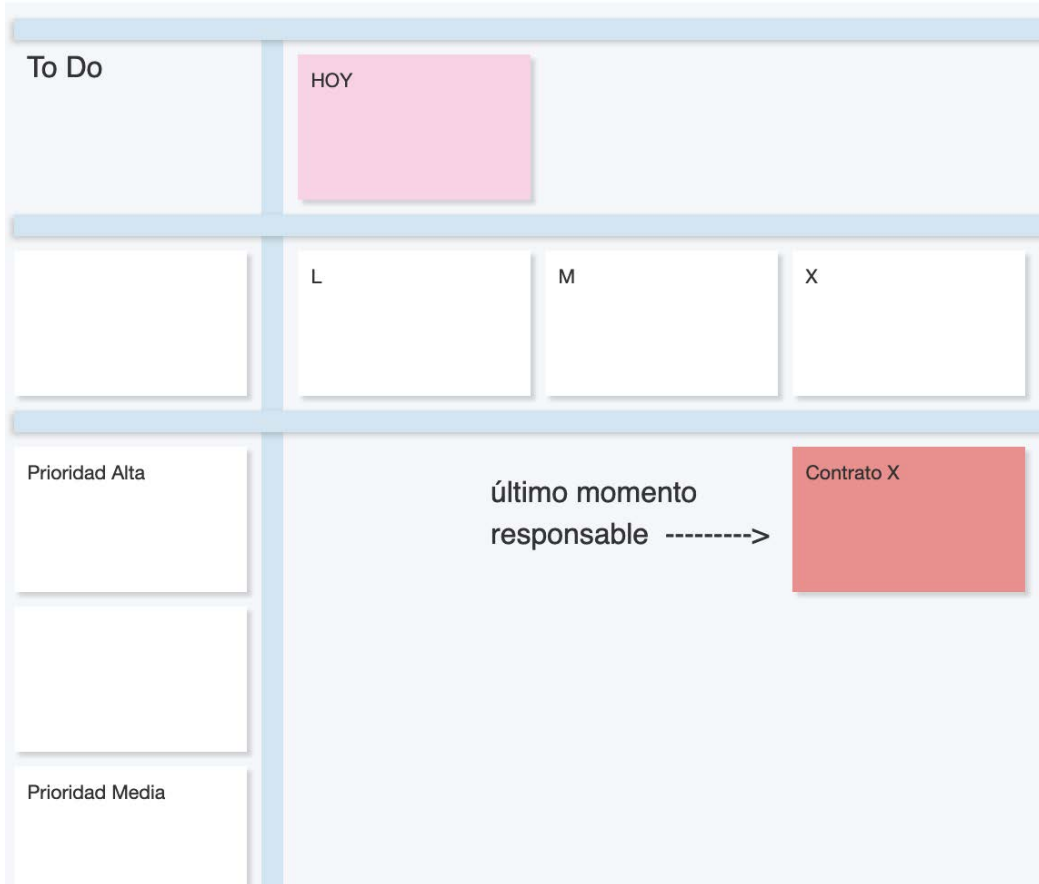 To Do
HOY
L
M
X
Prioridad Alta
último momento
responsable --------->
Contrato X
Prioridad Media